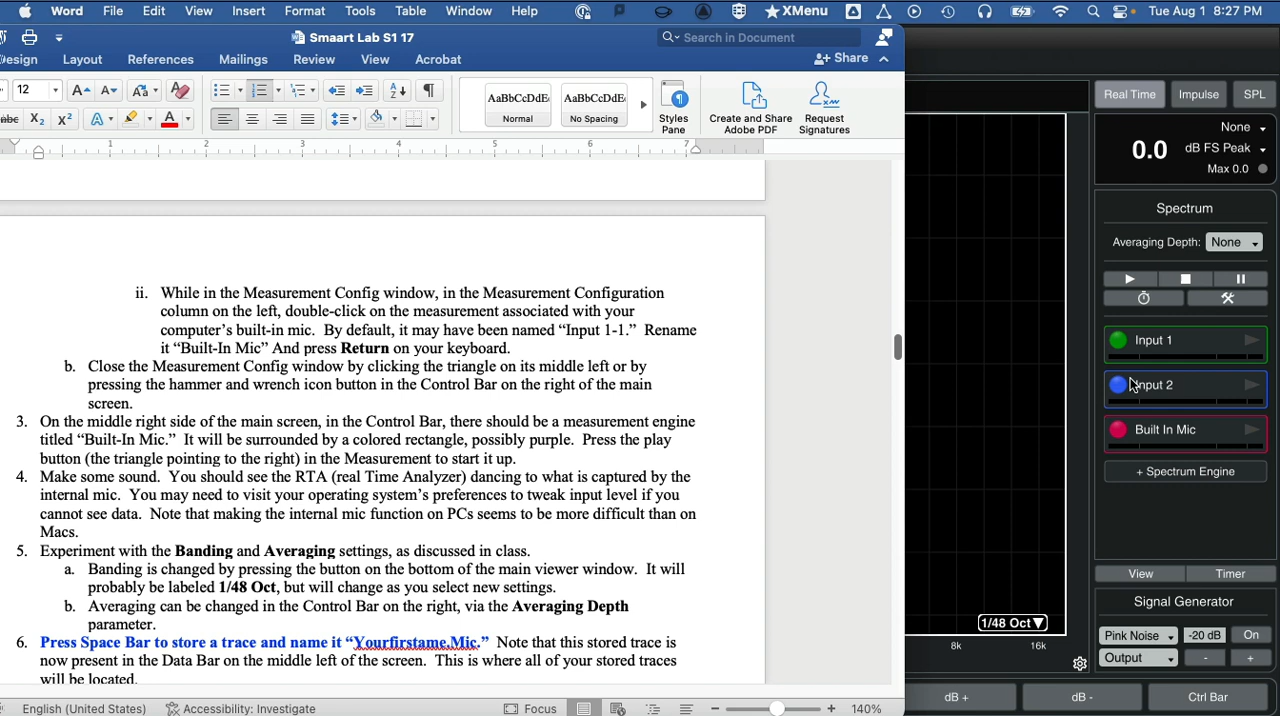 Word File Edit View Insert Format Tools Table Window Help XMenu Tue Aug 1 8:27 PM
Smaart Lab S1 17
Search in Document
esign Layout References Mailings Review View Acrobat
Share
12
AaBbCcDdE AaBbCcDdE
Normal No Spacing
Styles Pane
Create and Share Adobe PDF
Request Signatures
1 2 3 4 5 6 7
ii. While in the Measurement Config window, in the Measurement Configuration
column on the left, double-click on the measurement associated with your
computer's built-in mic. By default, it may have been named “Input 1-1.” Rename
it “Built-In Mic” And press Return on your keyboard.
b. Close the Measurement Config window by clicking the triangle on its middle left or by
pressing the hammer and wrench icon button in the Control Bar on the right of the main
screen.
3. On the middle right side of the main screen, in the Control Bar, there should be a measurement engine
titled “Built-In Mic.” It will be surrounded by a colored rectangle, possibly purple. Press the play
button (the triangle pointing to the right) in the Measurement to start it up.
4. Make some sound. You should see the RTA (real Time Analyzer) dancing to what is captured by the
internal mic. You may need to visit your operating system's preferences to tweak input level if you
cannot see data. Note that making the internal mic function on PCs seems to be more difficult than on
Macs.
5. Experiment with the Banding and Averaging settings, as discussed in class.
a. Banding is changed by pressing the button on the bottom of the main viewer window. It will
probably be labeled 1/48 Oct, but will change as you select new settings.
b. Averaging can be changed in the Control Bar on the right, via the Averaging Depth
parameter.
6. Press Space Bar to store a trace and name it “Yourfirstame.Mic.” Note that this stored trace is
now present in the Data Bar on the middle left of the screen. This is where all of your stored traces
will be located.
English (United States) Accessibility: Investigate Focus 140%
Real Time Impulse SPL
None
0.0 dB FS Peak
Max 0.0
Spectrum
Averaging Depth: None
Input 1
Input 2
Built In Mic
+ Spectrum Engine
View Timer
Signal Generator
Pink Noise -20 dB On
Output - +
1/48 Oct
8k 16k
dB + dB - Ctrl Bar